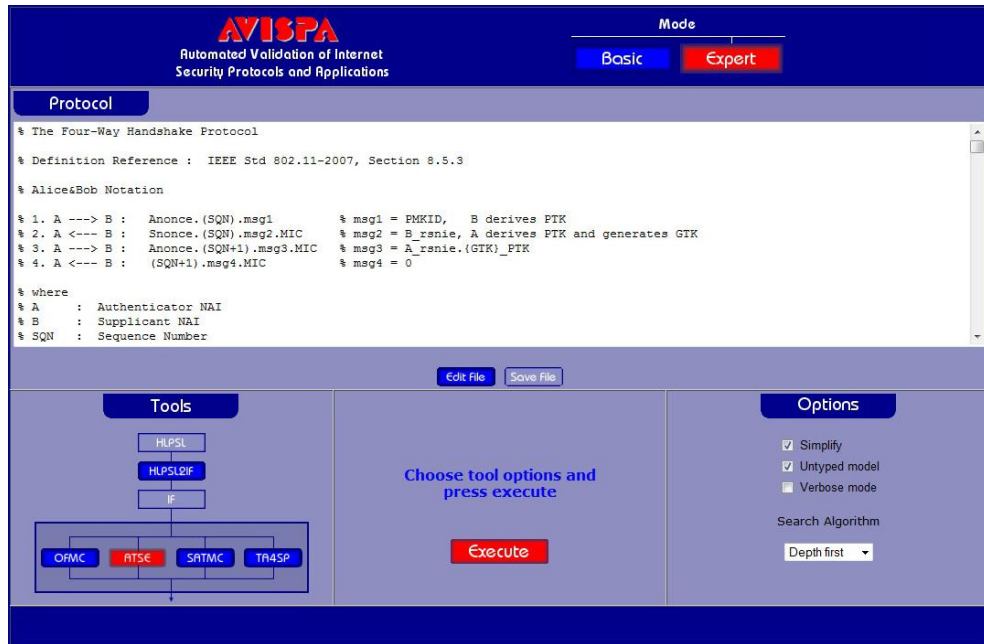 AVISPA
Automated Validation of Internet
Security Protocols and Applications
Mode
Basic
Expert
Protocol
% The Four-Way Handshake Protocol
% Definition Reference :  IEEE Std 802.11-2007, Section 8.5.3
% Alice&Bob Notation
% 1. A ---> B :   Anonce.(SQN).msg1         % msg1 = PMKID,   B derives PTK
% 2. A <--- B :   Snonce.(SQN).msg2.MIC     % msg2 = B_rsnie, A derives PTK and generates GTK
% 3. A ---> B :   Anonce.(SQN+1).msg3.MIC   % msg3 = A_rsnie.{GTK}_PTK
% 4. A <--- B :   (SQN+1).msg4.MIC         % msg4 = 0
% where
% A     :  Authenticator NAI
% B     :  Supplicant NAI
% SQN   :  Sequence Number
Edit File
Save File
Tools
HLPSL
HLPSL2IF
IF
OFMC
ATSE
SATMC
TA4SP
Choose tool options and
press execute
Execute
Options
Simplify
Untyped model
Verbose mode
Search Algorithm
Depth first